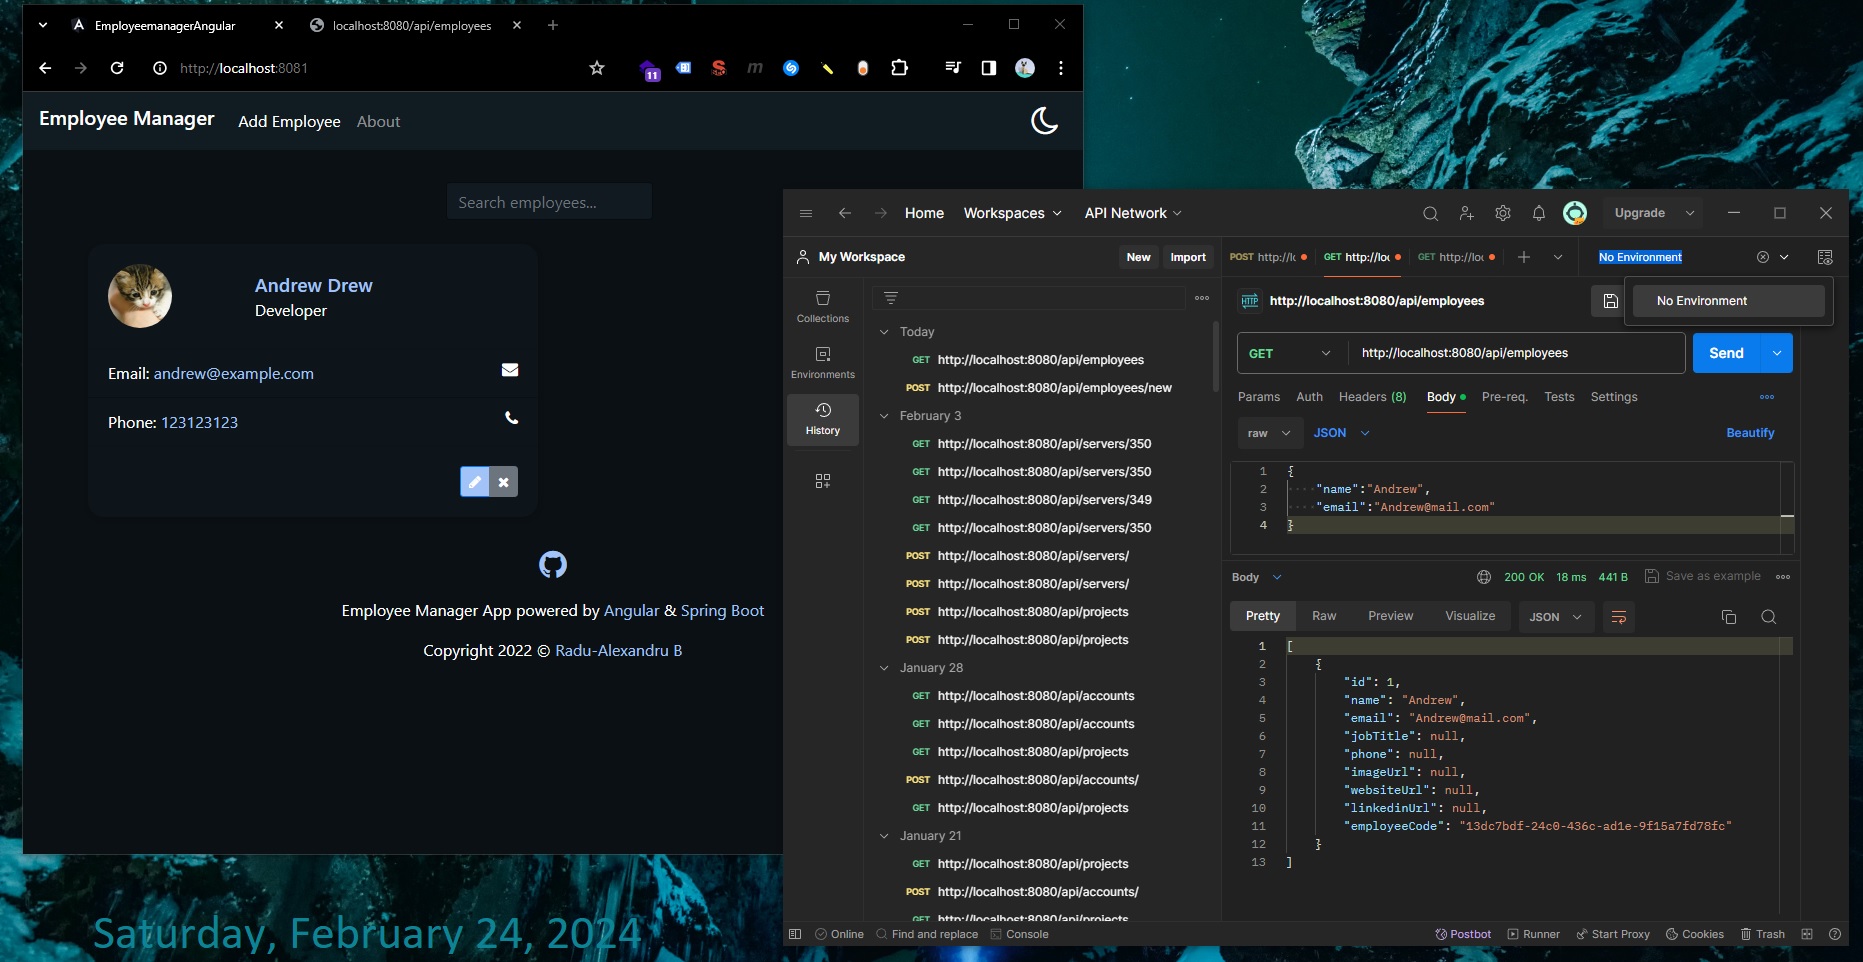 EmployeemanagerAngular
localhost:8080/api/employees
http://localhost:8081
11
Employee Manager Add Employee About
Search employees...
Andrew Drew
Developer
Email: andrew@example.com
Phone: 123123123
Employee Manager App powered by Angular & Spring Boot
Copyright 2022 © Radu-Alexandru B
Saturday, February 24, 2024
Home Workspaces API Network Upgrade
My Workspace New Import
Collections
Environments
History
Today
GET http://localhost:8080/api/employees
POST http://localhost:8080/api/employees/new
February 3
GET http://localhost:8080/api/servers/350
GET http://localhost:8080/api/servers/350
GET http://localhost:8080/api/servers/349
GET http://localhost:8080/api/servers/350
POST http://localhost:8080/api/servers/
POST http://localhost:8080/api/servers/
POST http://localhost:8080/api/projects
POST http://localhost:8080/api/projects
January 28
GET http://localhost:8080/api/accounts
GET http://localhost:8080/api/accounts
GET http://localhost:8080/api/projects
POST http://localhost:8080/api/accounts/
GET http://localhost:8080/api/projects
January 21
GET http://localhost:8080/api/projects
POST http://localhost:8080/api/accounts/
GET http://localhost:8080/api/projects
POST http://l GET http://loc GET http://loc No Environment
No Environment
HTTP http://localhost:8080/api/employees
GET http://localhost:8080/api/employees Send
Params Auth Headers (8) Body Pre-req. Tests Settings
raw JSON Beautify
1 {
2 "name":"Andrew",
3 "email":"Andrew@mail.com"
4 }
Body 200 OK 18 ms 441 B Save as example
Pretty Raw Preview Visualize JSON
1 [
2 {
3 "id": 1,
4 "name": "Andrew",
5 "email": "Andrew@mail.com",
6 "jobTitle": null,
7 "phone": null,
8 "imageUrl": null,
9 "websiteUrl": null,
10 "linkedinUrl": null,
11 "employeeCode": "13dc7bdf-24c0-436c-ad1e-9f15a7fd78fc"
12 }
13 ]
Online Find and replace Console Postbot Runner Start Proxy Cookies Trash